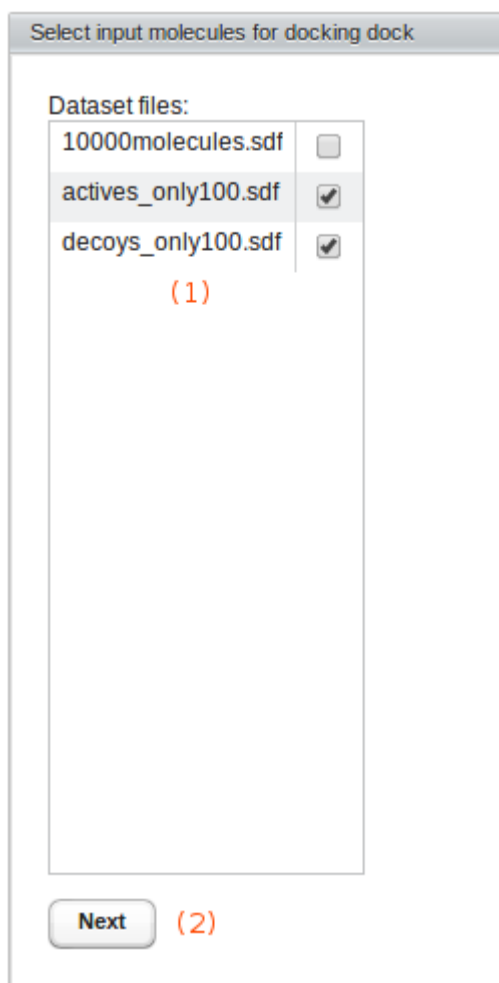 Select input molecules for docking dock
Dataset files:
10000molecules.sdf
actives_only100.sdf
decoys_only100.sdf
(1)
Next (2)